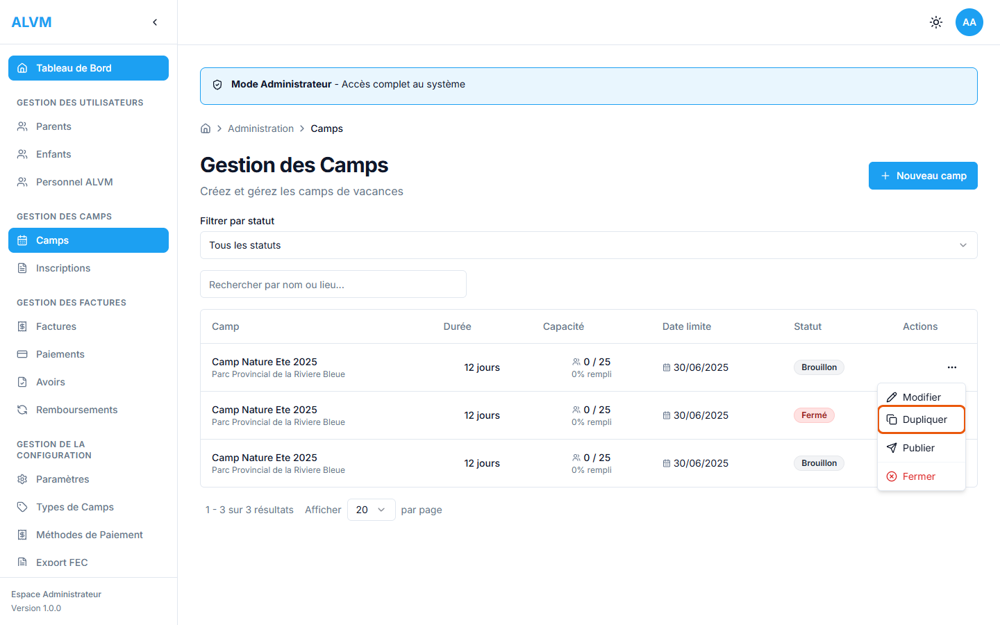 ALVM
AA
Tableau de Bord
GESTION DES UTILISATEURS
Parents
Enfants
Personnel ALVM
GESTION DES CAMPS
Camps
Inscriptions
GESTION DES FACTURES
Factures
Paiements
Avoirs
Remboursements
GESTION DE LA
CONFIGURATION
Paramètres
Types de Camps
Méthodes de Paiement
Export FEC
Espace Administrateur
Version 1.0.0
Mode Administrateur - Accès complet au système
Administration > Camps
Gestion des Camps
Créez et gérez les camps de vacances
Nouveau camp
Filtrer par statut
Tous les statuts
Rechercher par nom ou lieu...
Camp Durée Capacité Date limite Statut Actions
Camp Nature Ete 2025 12 jours 0 / 25 30/06/2025 Brouillon
Parc Provincial de la Riviere Bleue 0% rempli
Camp Nature Ete 2025 12 jours 0 / 25 30/06/2025 Fermé
Parc Provincial de la Riviere Bleue 0% rempli
Camp Nature Ete 2025 12 jours 0 / 25 30/06/2025 Brouillon
Parc Provincial de la Riviere Bleue 0% rempli
Modifier
Dupliquer
Publier
Fermer
1 - 3 sur 3 résultats Afficher 20 par page